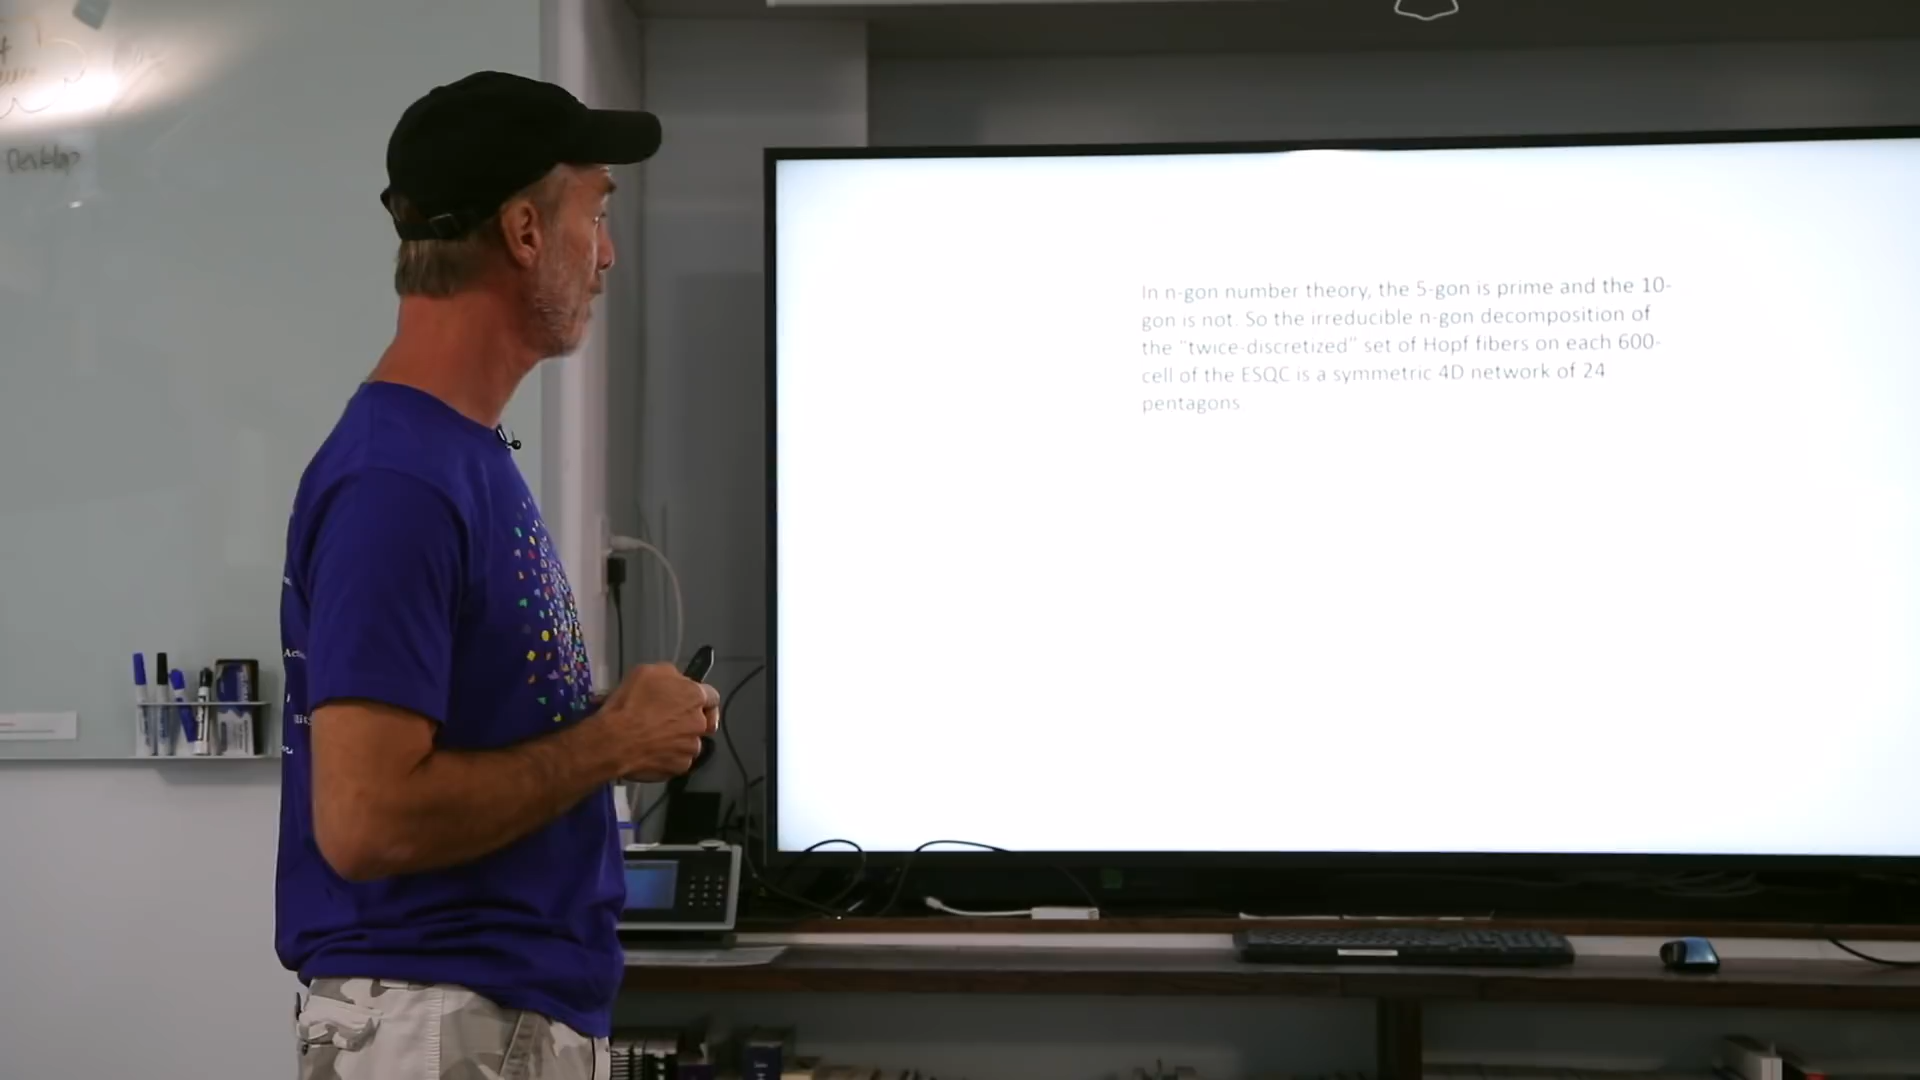 Desktop
In n-gon number theory, the 5-gon is prime and the 10-
gon is not. So the irreducible n-gon decomposition of
the "twice-discretized" set of Hopf fibers on each 600-
cell of the ESQC is a symmetric 4D network of 24
pentagons